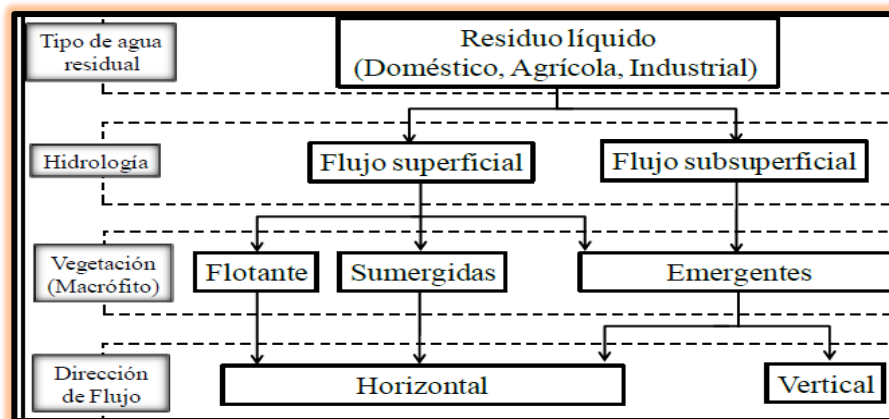 Tipo de agua
residual
Residuo líquido
(Doméstico, Agrícola, Industrial)
Hidrología
Flujo superficial
Flujo subsuperficial
Vegetación
(Macrófito)
Flotante
Sumergidas
Emergentes
Dirección
de Flujo
Horizontal
Vertical